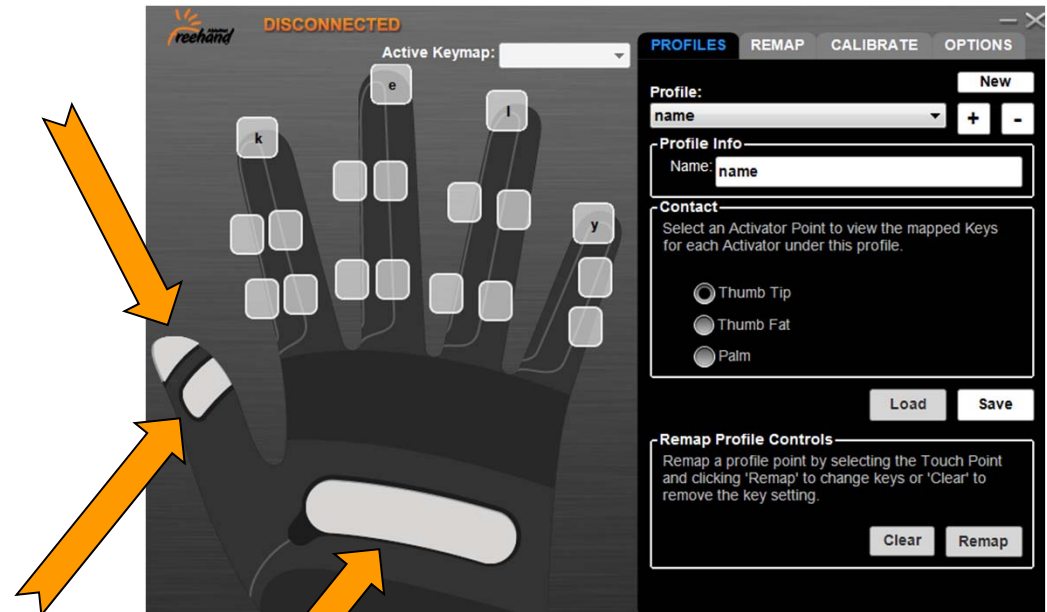 freehand
DISCONNECTED
Active Keymap:
PROFILES REMAP CALIBRATE OPTIONS
New
Profile:
name
+ -
Profile Info
Name: name
Contact
Select an Activator Point to view the mapped Keys
for each Activator under this profile.
Thumb Tip
Thumb Fat
Palm
Load Save
Remap Profile Controls
Remap a profile point by selecting the Touch Point
and clicking 'Remap' to change keys or 'Clear' to
remove the key setting.
Clear Remap
e
l
k
y